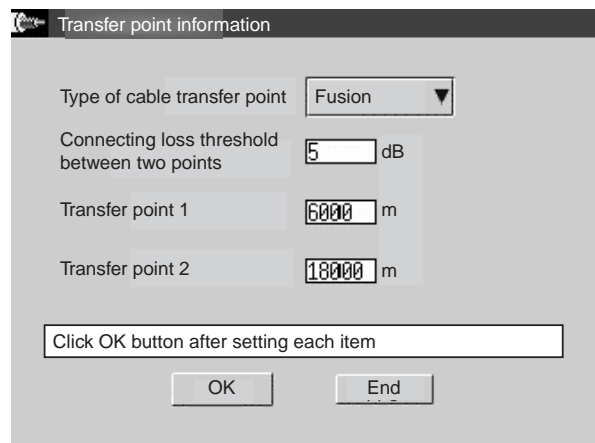 Transfer point information
Type of cable transfer point Fusion
Connecting loss threshold
between two points 5 dB
Transfer point 1 6000 m
Transfer point 2 18000 m
Click OK button after setting each item
OK End